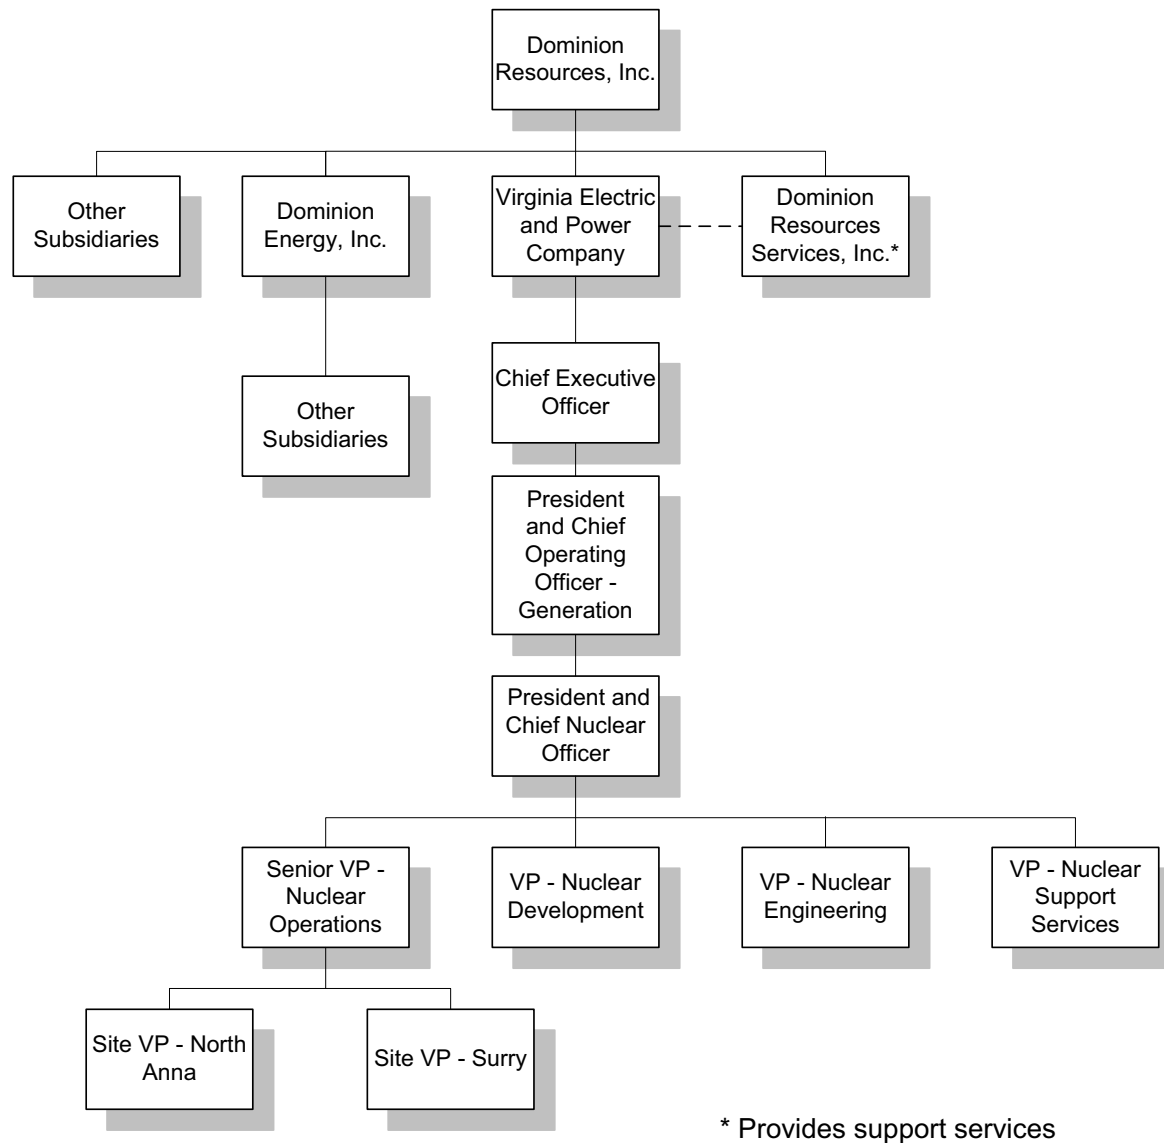 Dominion
Resources, Inc.
Other
Subsidiaries
Dominion
Energy, Inc.
Virginia Electric
and Power
Company
Dominion
Resources
Services, Inc.*
Chief Executive
Officer
Other
Subsidiaries
President
and Chief
Operating
Officer -
Generation
President and
Chief Nuclear
Officer
Senior VP -
Nuclear
Operations
VP - Nuclear
Development
VP - Nuclear
Engineering
VP - Nuclear
Support
Services
Site VP - North
Anna
Site VP - Surry
* Provides support services